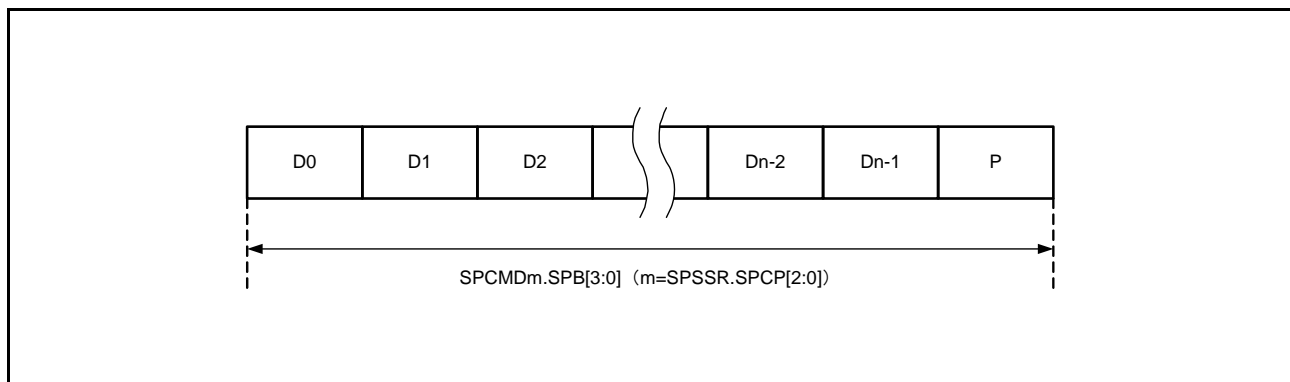 D0 D1 D2 Dn-2 Dn-1 P
SPCMDm.SPB[3:0]（m=SPSSR.SPCP[2:0]）